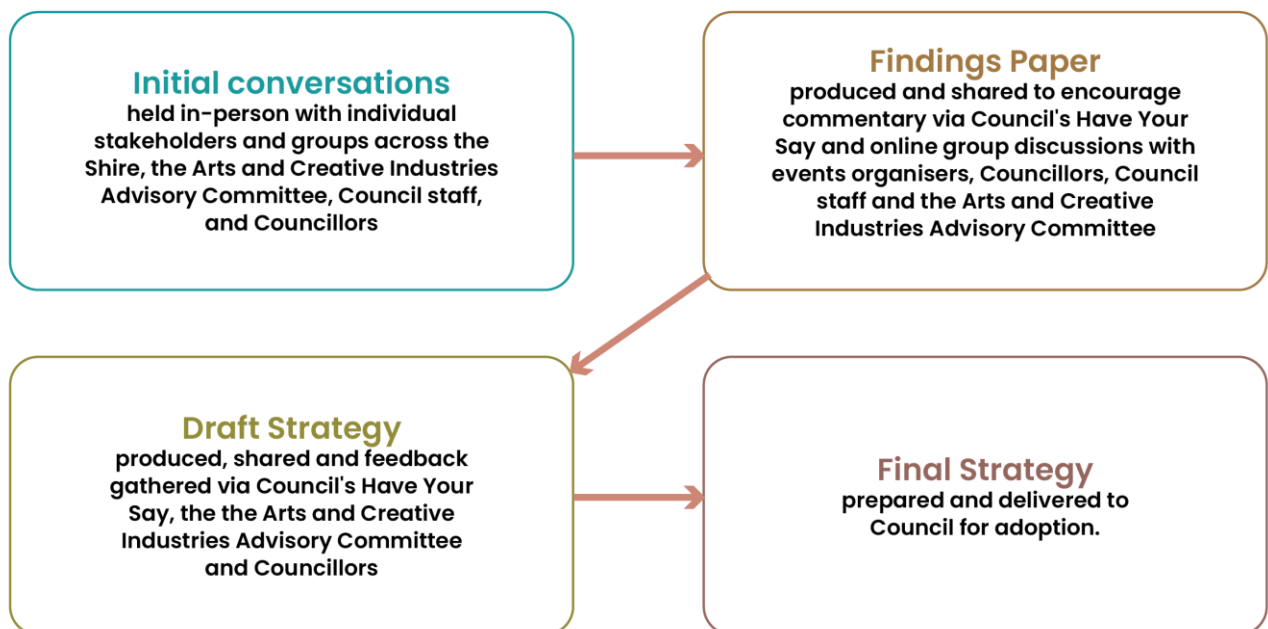 Initial conversations
held in-person with individual
stakeholders and groups across the
Shire, the Arts and Creative Industries
Advisory Committee, Council staff,
and Councillors
Findings Paper
produced and shared to encourage
commentary via Council's Have Your
Say and online group discussions with
events organisers, Councillors, Council
staff and the Arts and Creative
Industries Advisory Committee
Draft Strategy
produced, shared and feedback
gathered via Council's Have Your
Say, the the Arts and Creative
Industries Advisory Committee
and Councillors
Final Strategy
prepared and delivered to
Council for adoption.